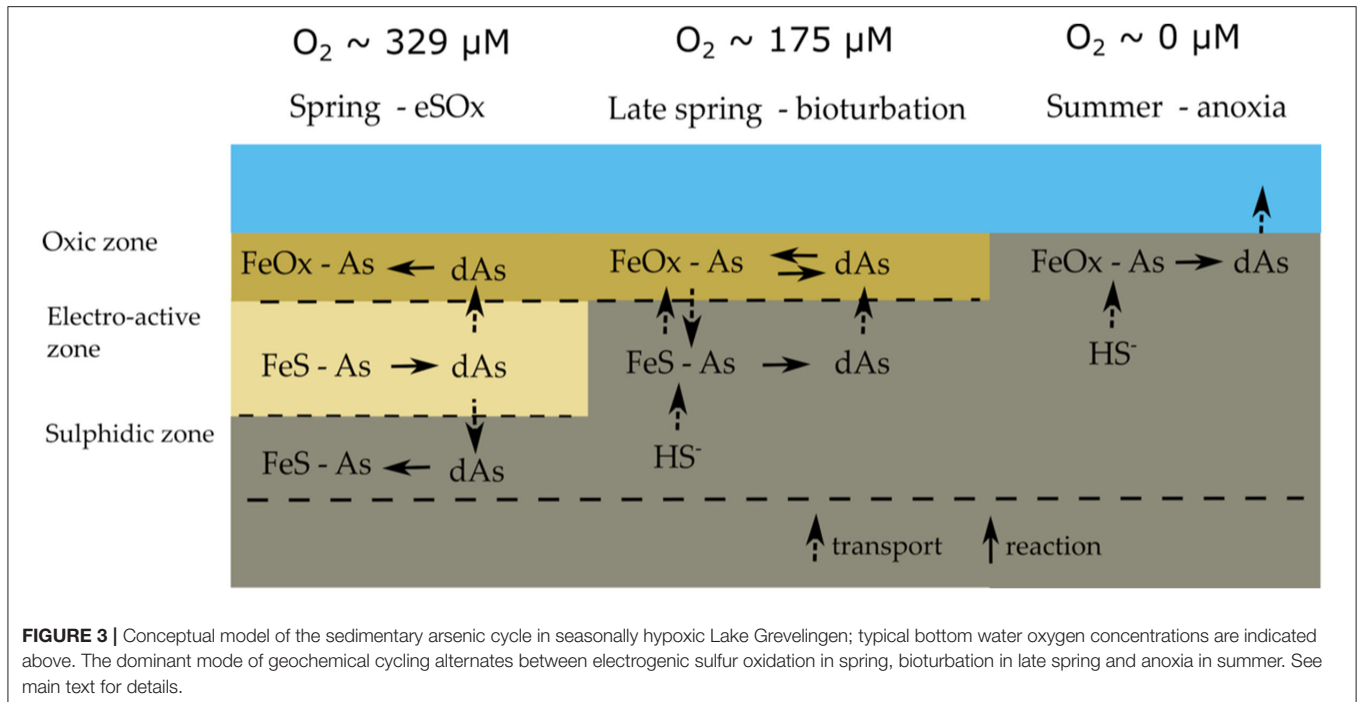 O₂ ~ 329 µM
O₂ ~ 175 µM
O₂ ~ 0 µM
Spring - eSOx
Late spring - bioturbation
Summer - anoxia
Oxic zone
FeOx - As
dAs
FeOx - As
dAs
FeOx - As
dAs
Electro-active
zone
FeS - As
dAs
FeS - As
dAs
HS⁻
Sulphidic zone
FeS - As
dAs
HS⁻
transport
reaction
FIGURE 3 | Conceptual model of the sedimentary arsenic cycle in seasonally hypoxic Lake Grevelingen; typical bottom water oxygen concentrations are indicated
above. The dominant mode of geochemical cycling alternates between electrogenic sulfur oxidation in spring, bioturbation in late spring and anoxia in summer. See
main text for details.